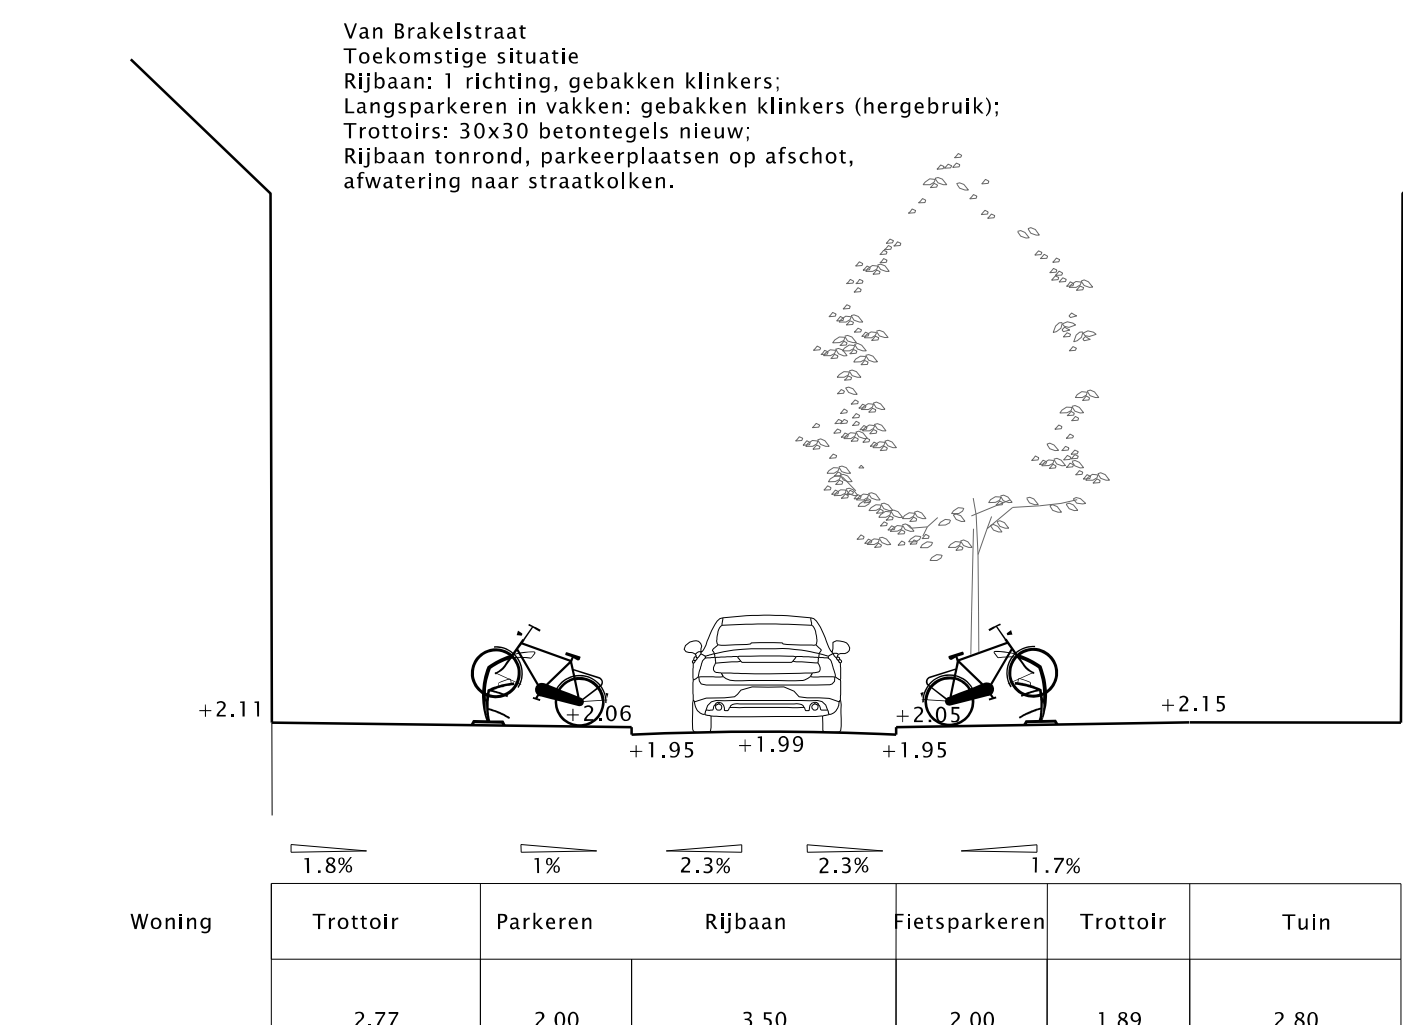 Van Brakelstraat
Toekomstige situatie
Rijbaan: 1 richting, gebakken klinkers;
Langsparkeren in vakken: gebakken klinkers (hergebruik);
Trottoirs: 30x30 betontegels nieuw;
Rijbaan tonrond, parkeerplaatsen op afschot,
afwatering naar straatkolken.
+2.11 +2.06 +2.05 +2.15
+1.95 +1.99 +1.95
1.8% 1% 2.3% 2.3% 1.7%
Woning Trottoir Parkeren Rijbaan Fietsparkeren Trottoir Tuin
2.77 2.00 3.50 2.00 1.89 2.80